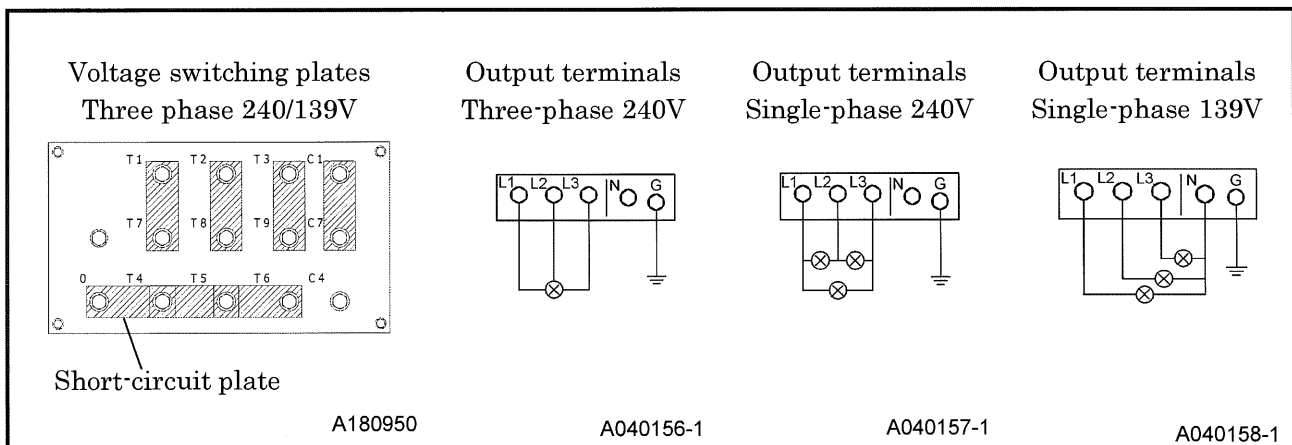 Voltage switching plates
Three phase 240/139V
T1 T2 T3 C1
T7 T8 T9 C7
0 T4 T5 T6 C4
Short-circuit plate
A180950
Output terminals
Three-phase 240V
L1 L2 L3 N G
A040156-1
Output terminals
Single-phase 240V
L1 L2 L3 N G
A040157-1
Output terminals
Single-phase 139V
L1 L2 L3 N G
A040158-1